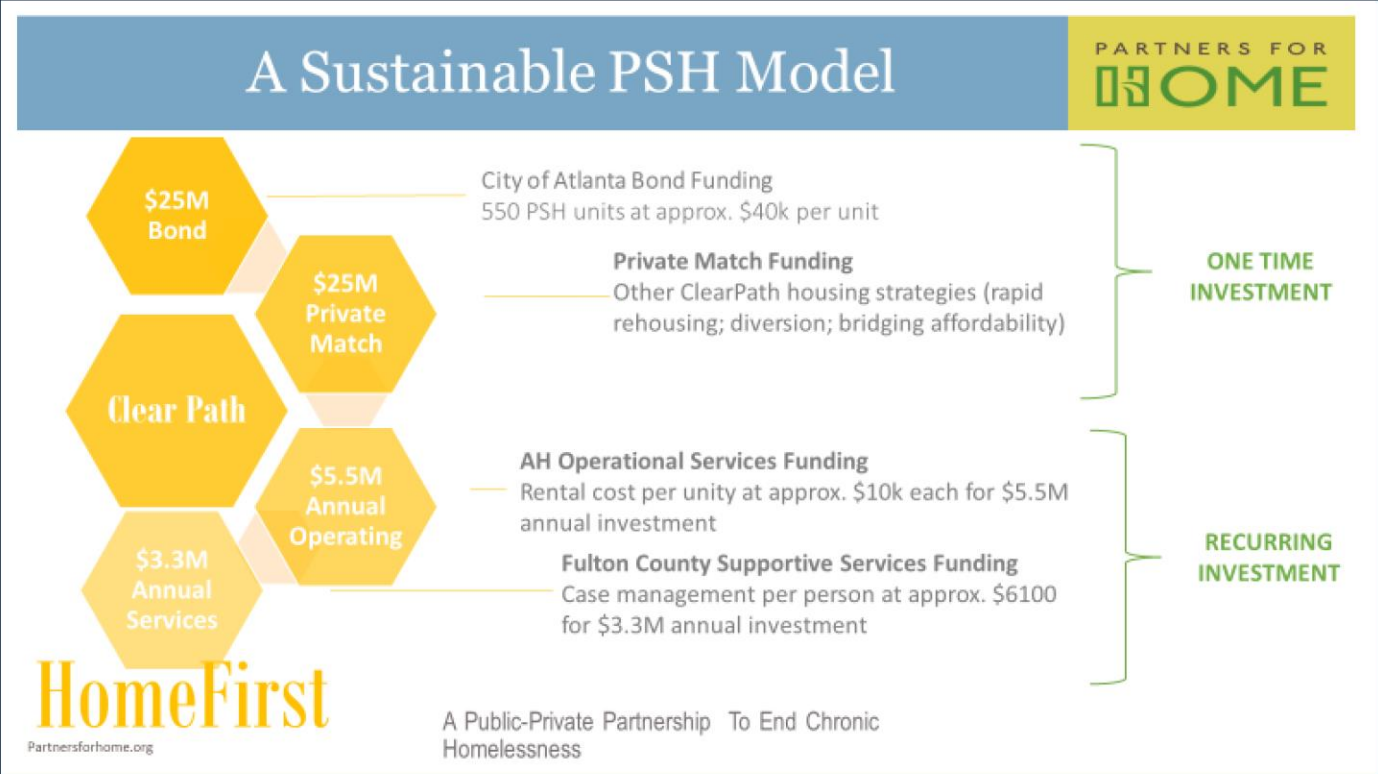 A Sustainable PSH Model
PARTNERS FOR
HOME
$25M
Bond
City of Atlanta Bond Funding
550 PSH units at approx. $40k per unit
$25M
Private
Match
Private Match Funding
Other ClearPath housing strategies (rapid
rehousing; diversion; bridging affordability)
ONE TIME
INVESTMENT
Clear Path
$5.5M
Annual
Operating
AH Operational Services Funding
Rental cost per unity at approx. $10k each for $5.5M
annual investment
$3.3M
Annual
Services
Fulton County Supportive Services Funding
Case management per person at approx. $6100
for $3.3M annual investment
RECURRING
INVESTMENT
HomeFirst
Partnersforhome.org
A Public-Private Partnership To End Chronic
Homelessness